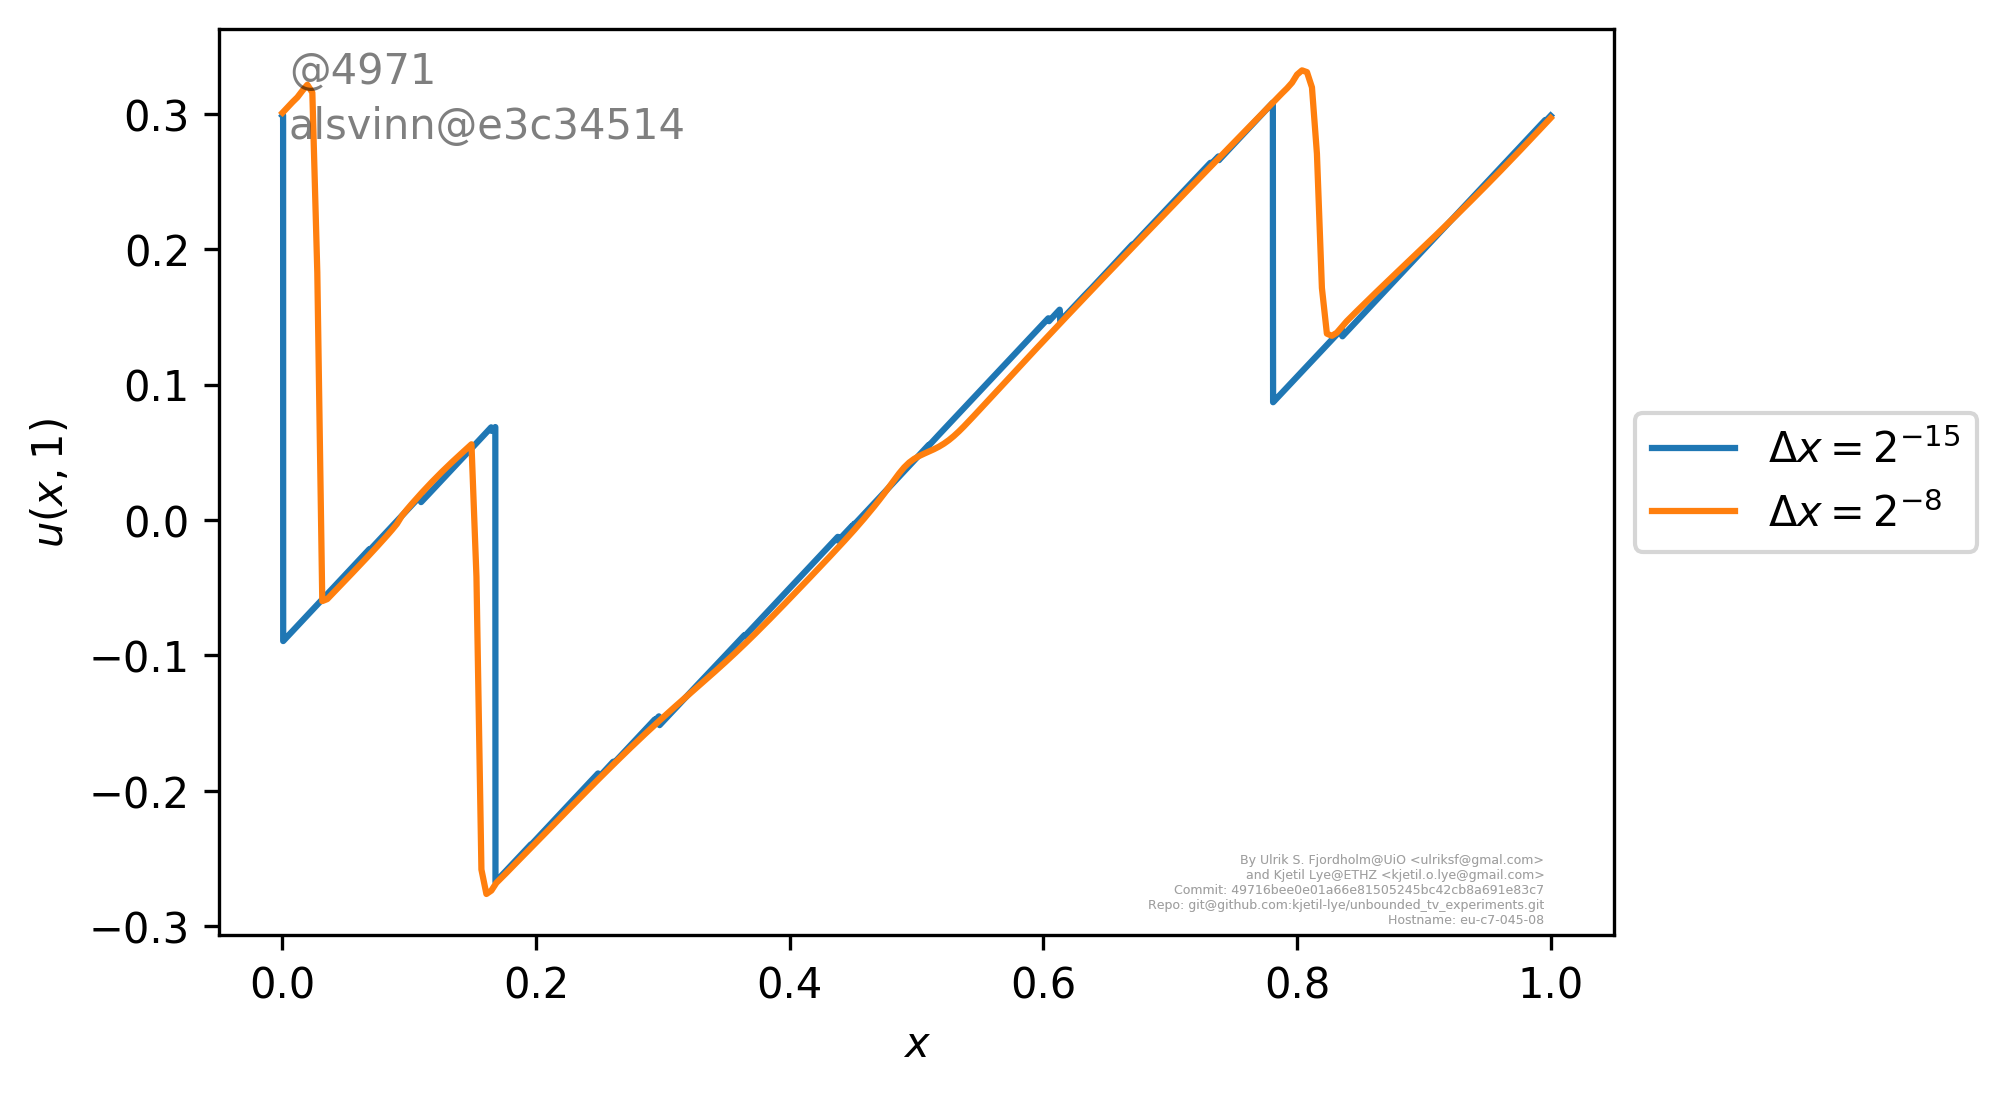 @4971
alsvinn@e3c34514
0.3
0.2
0.1
0.0
−0.1
−0.2
−0.3
u(x, 1)
0.0 0.2 0.4 0.6 0.8 1.0
x
Δx = 2⁻¹⁵
Δx = 2⁻⁸
By Ulrik S. Fjordholm@UiO <ulriksf@gmal.com>
and Kjetil Lye@ETHZ <kjetil.o.lye@gmail.com>
Commit: 49716bee0e01a66e81505245bc42cb8a691e83c7
Repo: git@github.com:kjetil-lye/unbounded_tv_experiments.git
Hostname: eu-c7-045-08